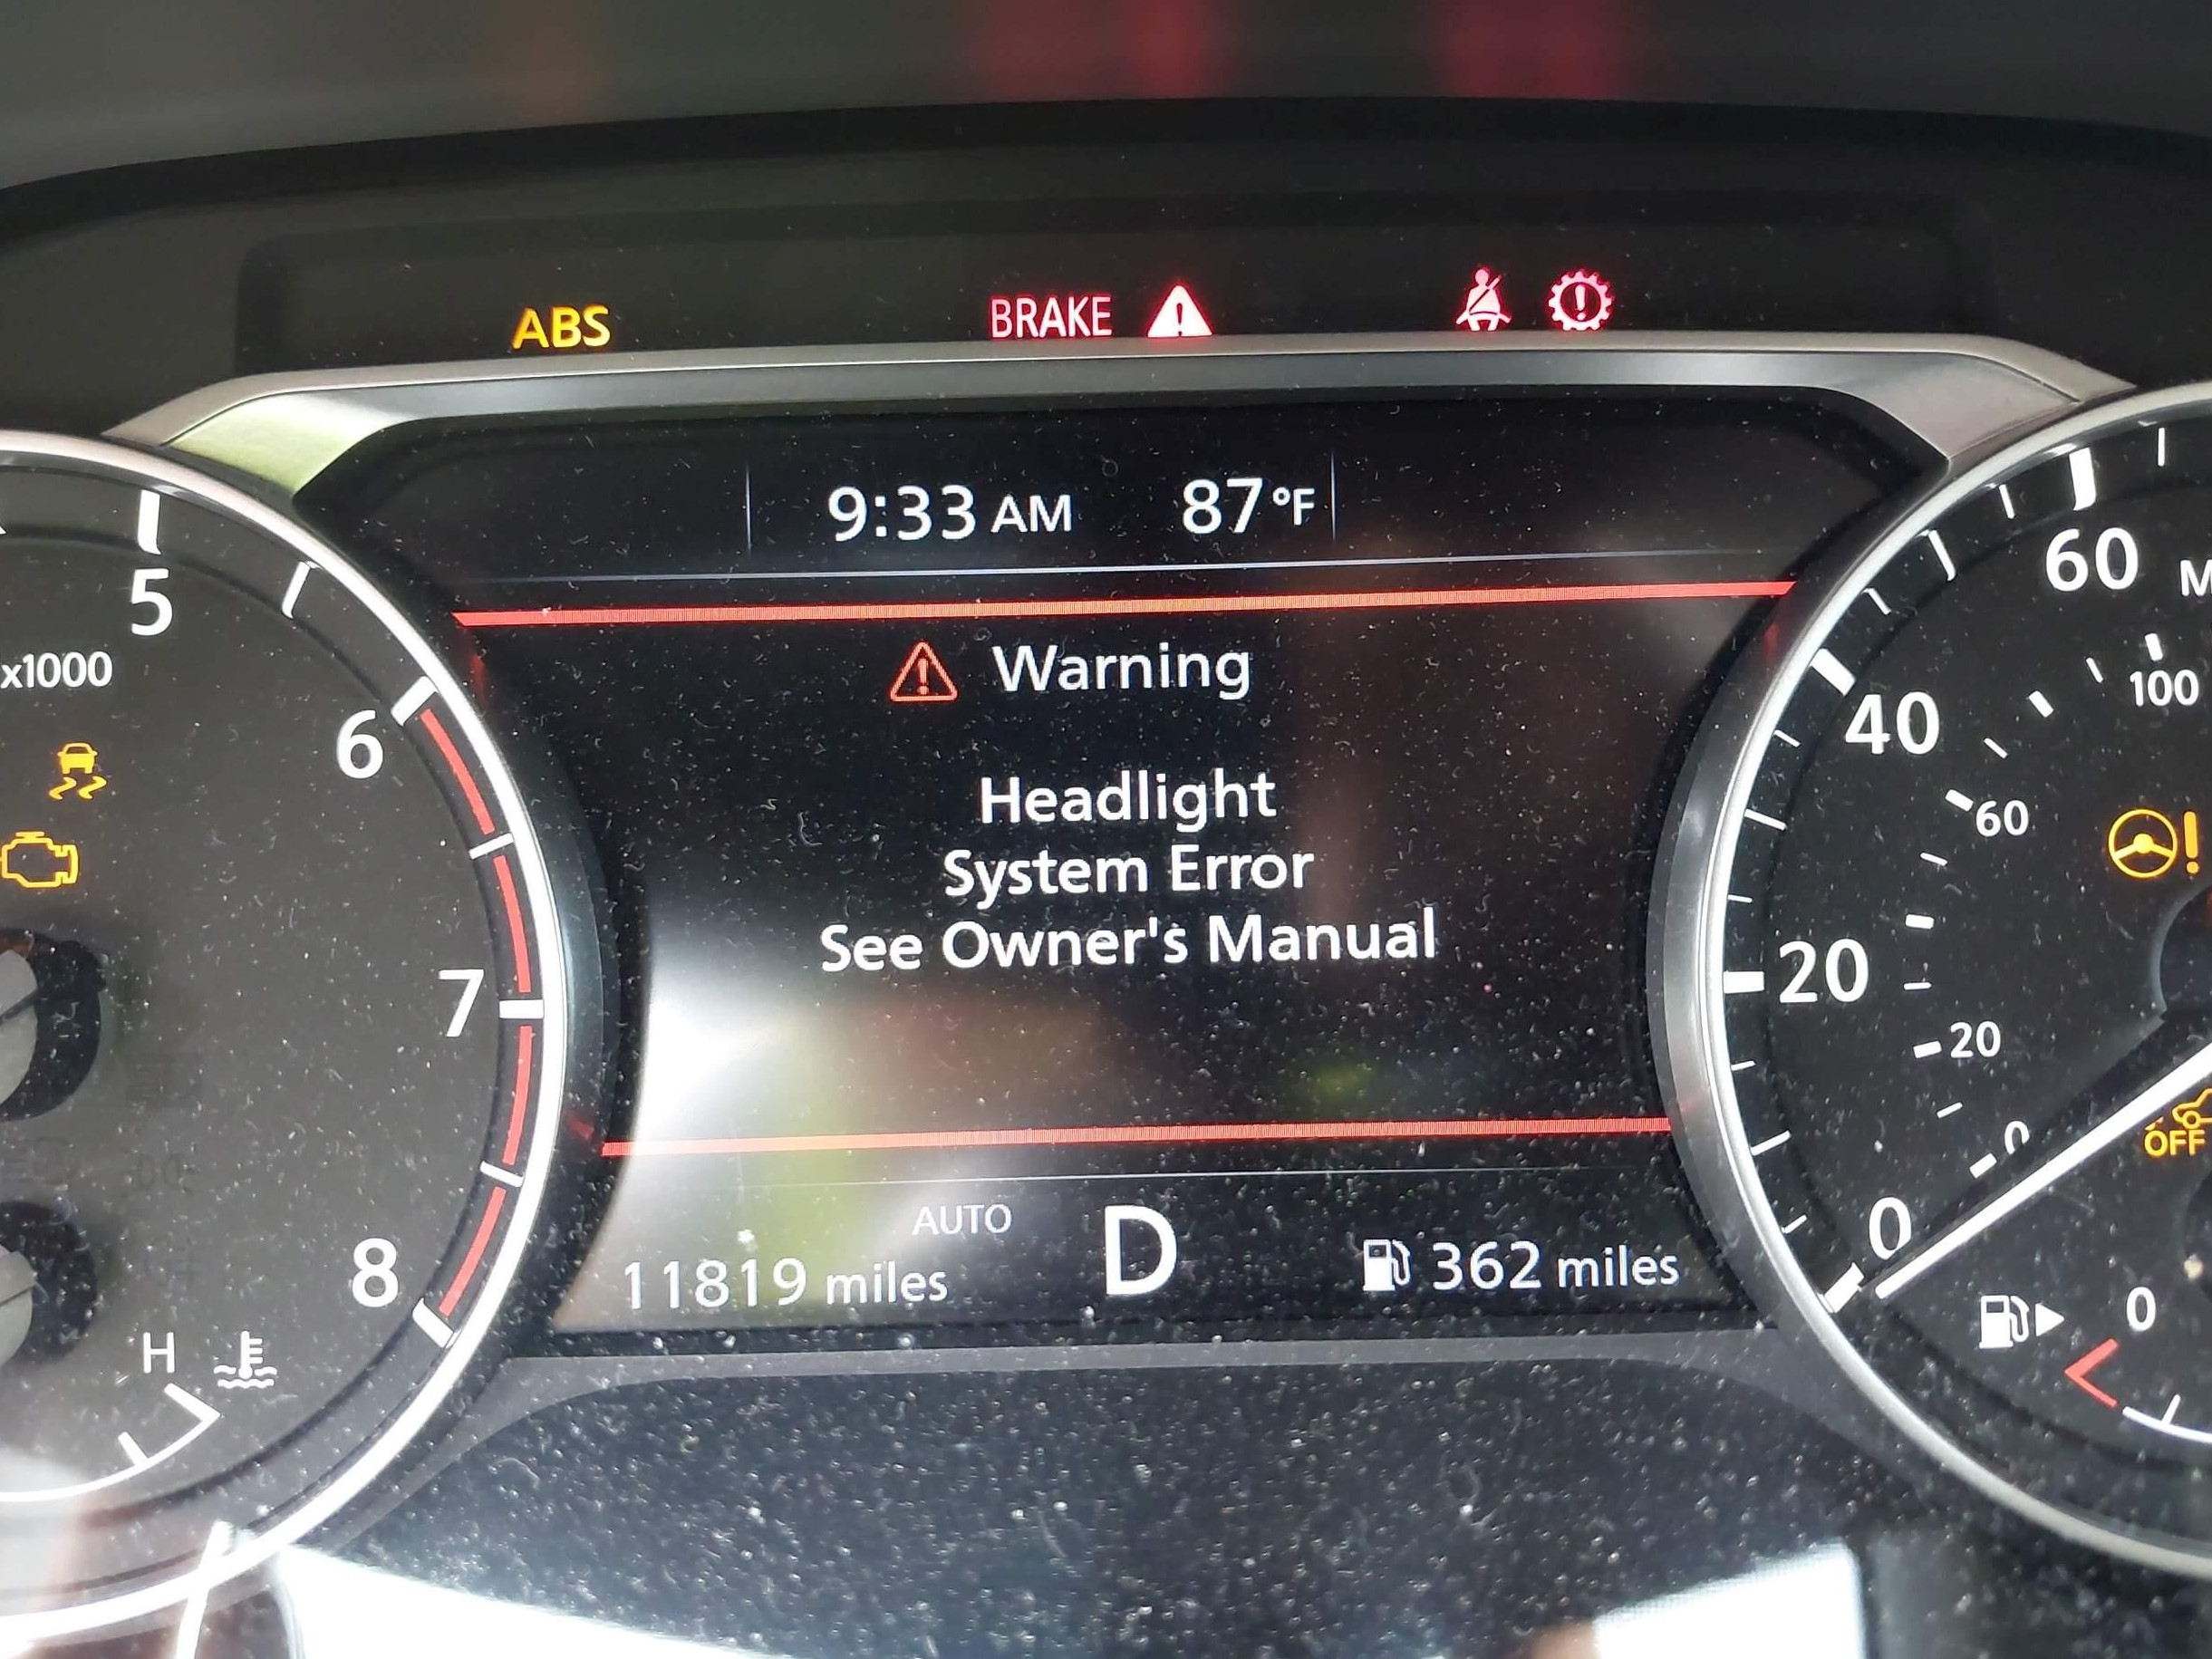 ABS
BRAKE
9:33 AM 87°F
Warning
Headlight
System Error
See Owner's Manual
AUTO
D
11819 miles
362 miles
x1000
5
6
7
8
H
60
40
20
0
100
60
20
0
OFF
0